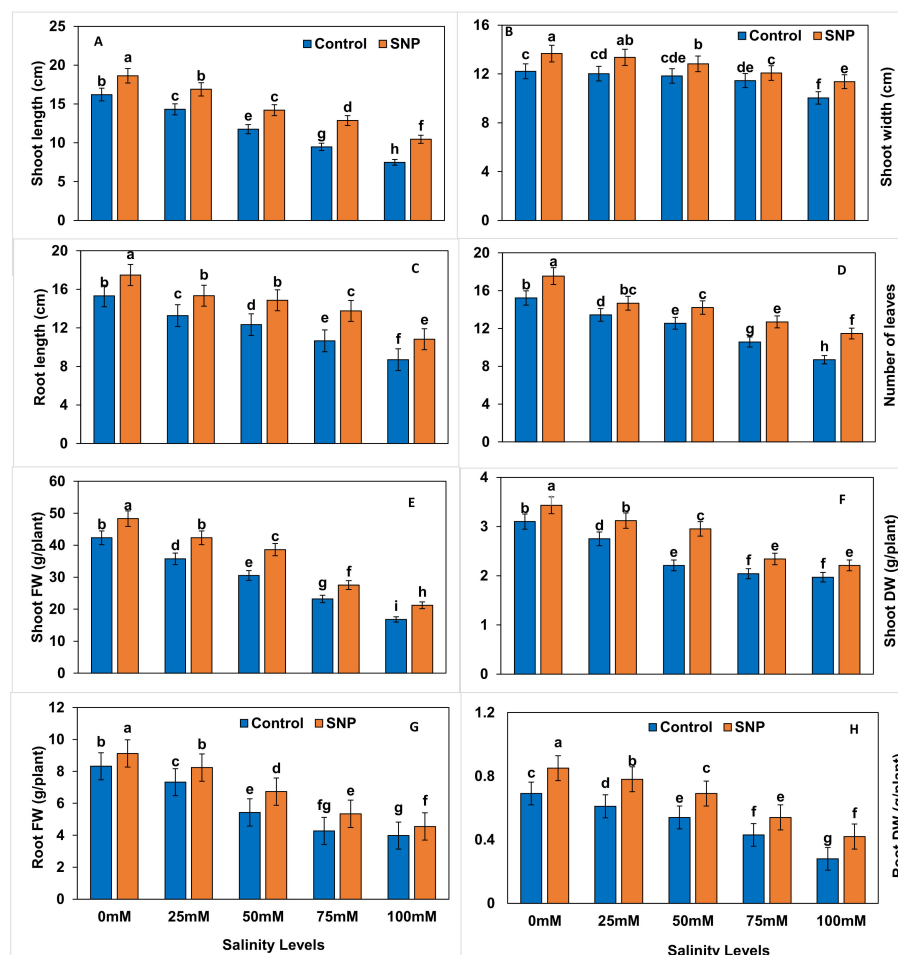 A
Control SNP
Shoot length (cm)
25
20
15
10
5
0
b a c b e c g d h f
B
Control SNP
Shoot width (cm)
16
12
8
4
0
c a cd ab cde b de c f e
C
Root length (cm)
20
16
12
8
4
0
b a c b d b e c f e
D
Number of leaves
20
16
12
8
4
0
b a d bc e c g e h f
E
Shoot FW (g/plant)
60
50
40
30
20
10
0
b a d b e c g f i h
F
Shoot DW (g/plant)
4
3
2
1
0
b a d b e c f e f e
G
Control SNP
Root FW (g/plant)
12
10
8
6
4
2
0
b a c b e d fg e g f
0mM 25mM 50mM 75mM 100mM
Salinity Levels
H
Control SNP
Root DW (g/plant)
1.2
0.8
0.4
0
c a d b e c f e g f
0mM 25mM 50mM 75mM 100mM
Salinity Levels